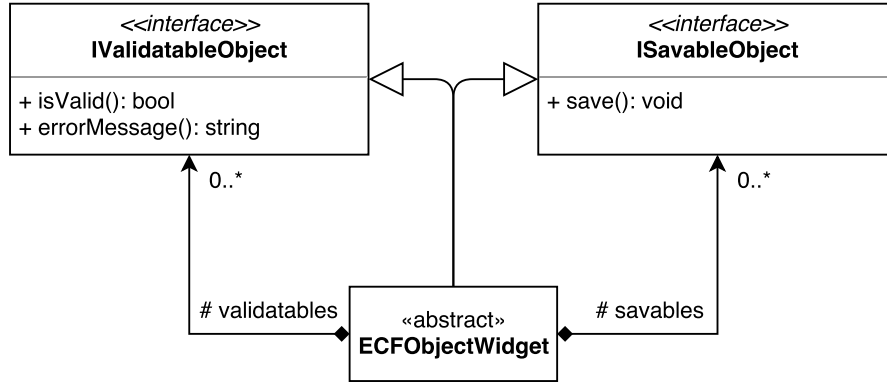 <<interface>>
IValidatableObject
+ isValid(): bool
+ errorMessage(): string
<<interface>>
ISavableObject
+ save(): void
0..*
0..*
# validatables
# savables
«abstract»
ECFObjectWidget